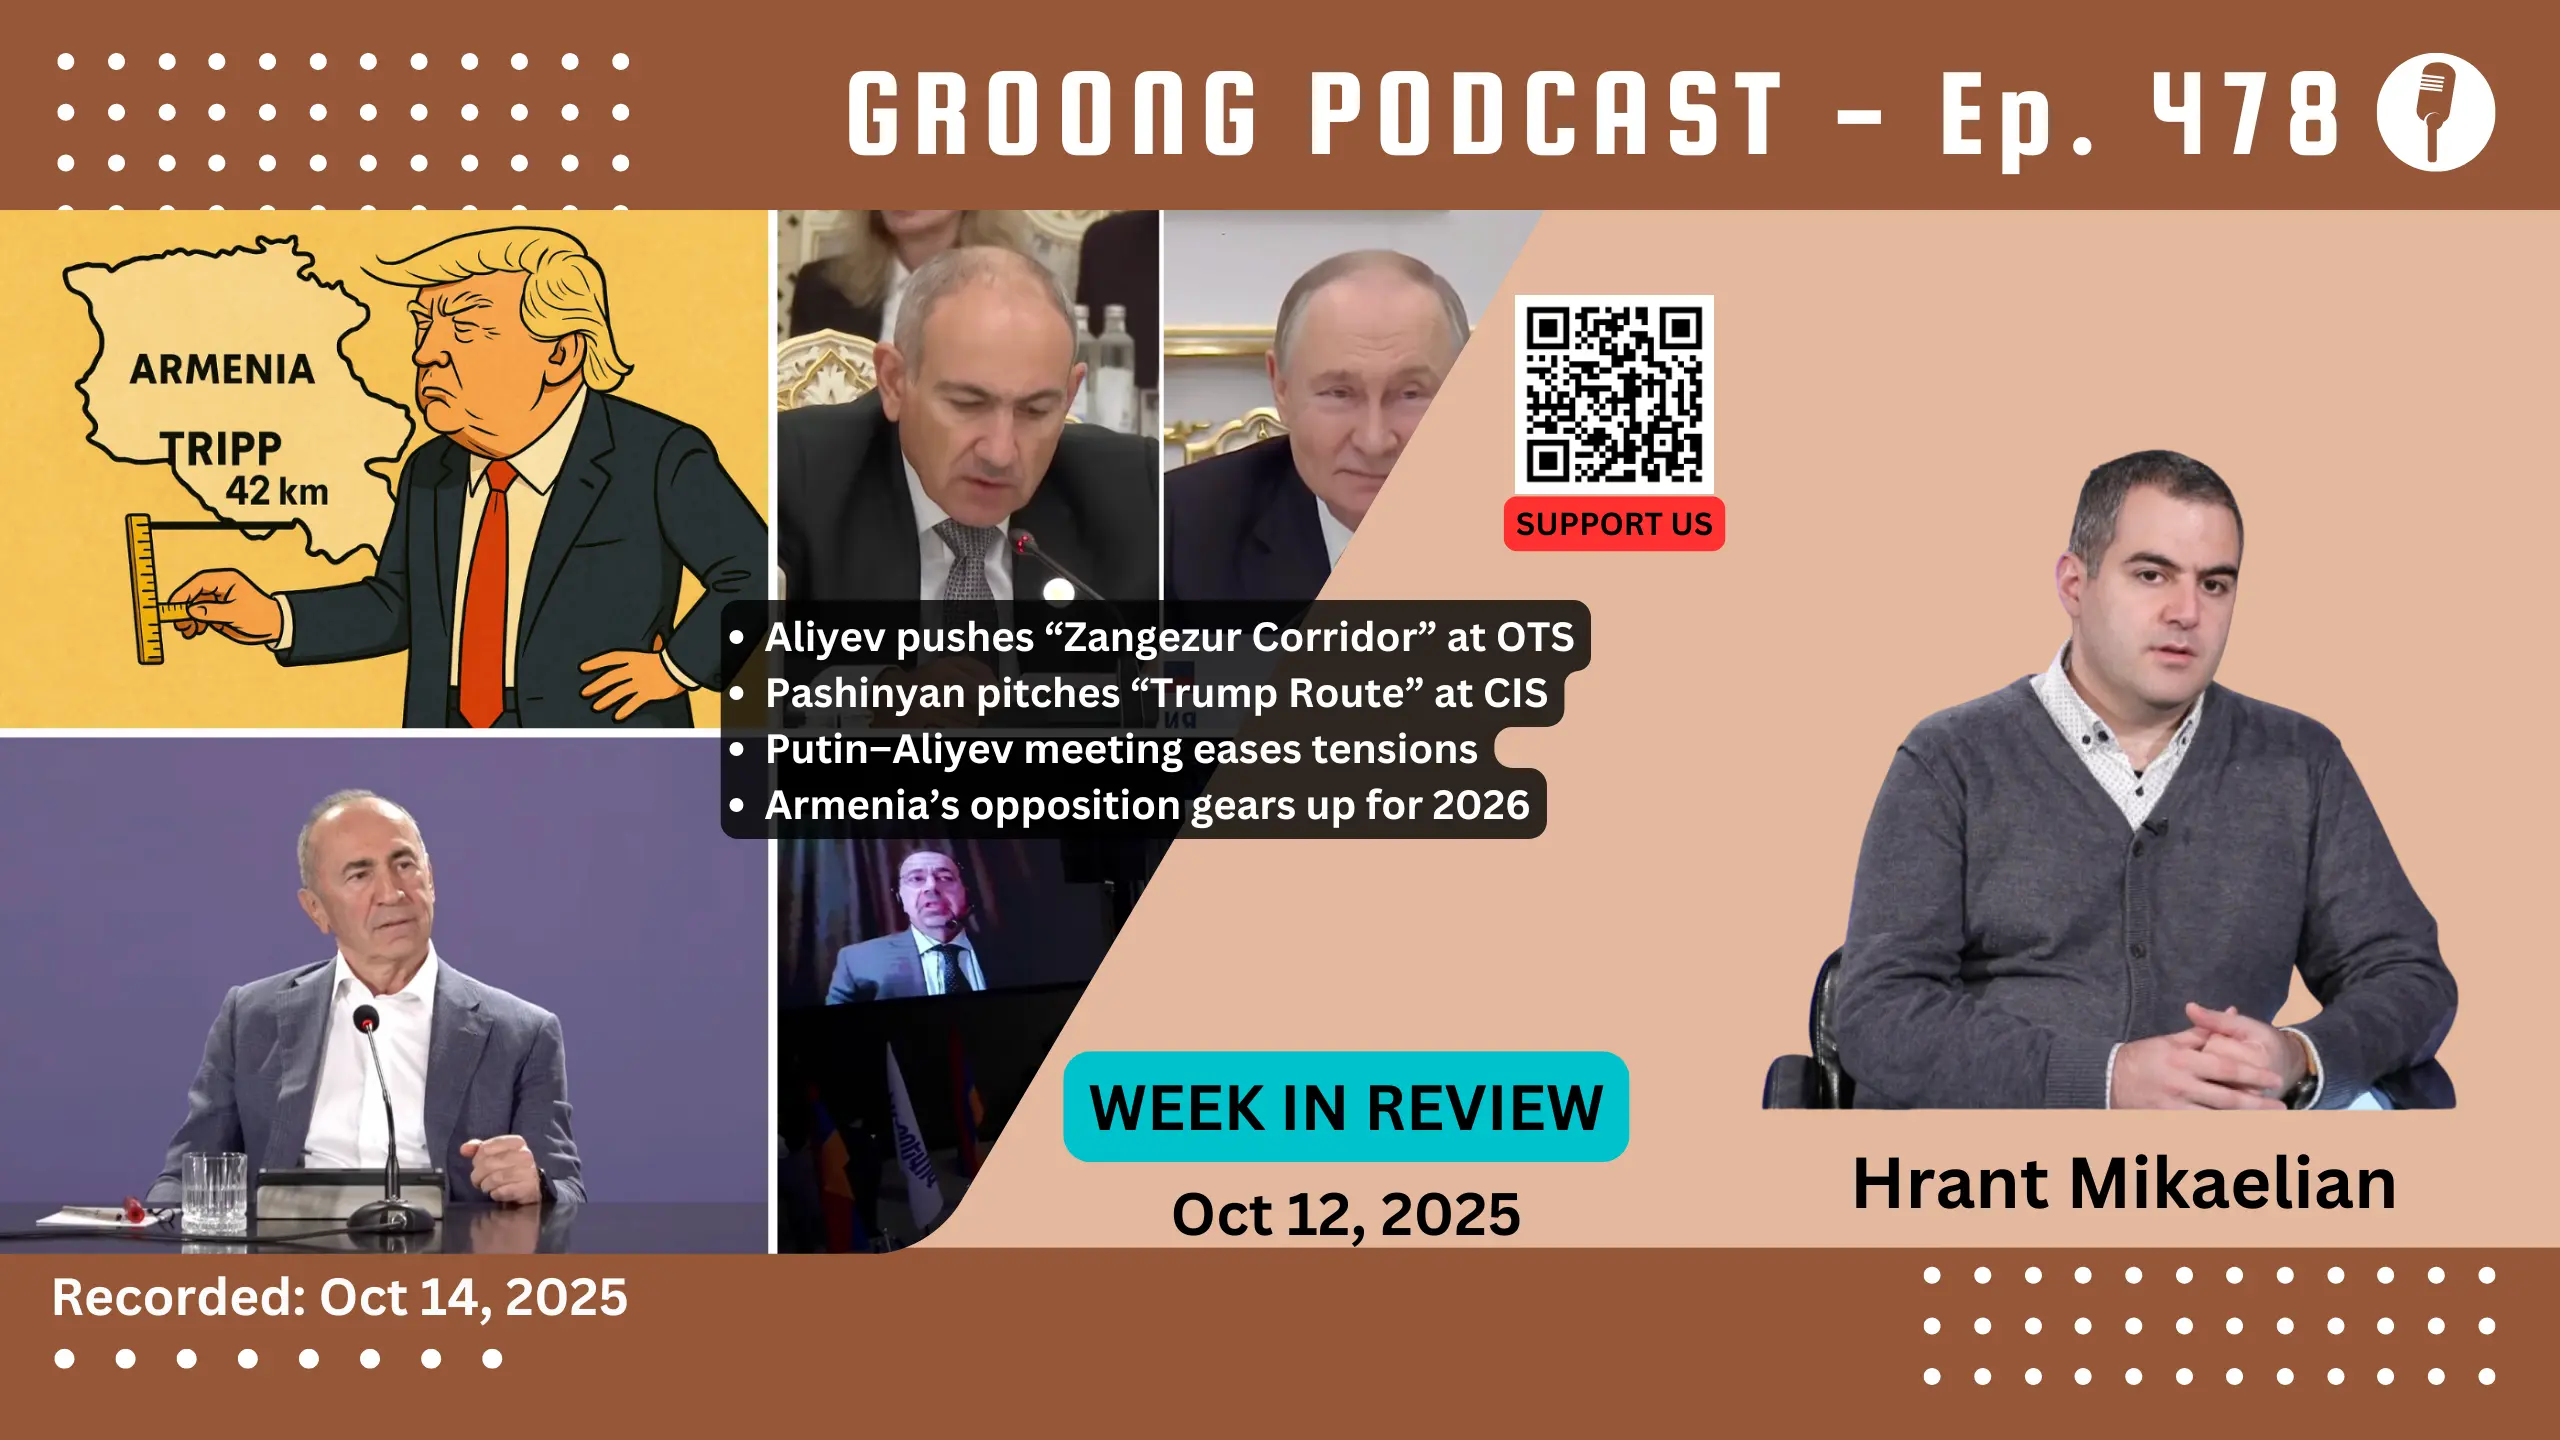 GROONG PODCAST – Ep. 478
ARMENIA
TRIPP
42 km
SUPPORT US
• Aliyev pushes “Zangezur Corridor” at OTS
• Pashinyan pitches “Trump Route” at CIS
• Putin–Aliyev meeting eases tensions
• Armenia’s opposition gears up for 2026
WEEK IN REVIEW
Oct 12, 2025
Hrant Mikaelian
Recorded: Oct 14, 2025